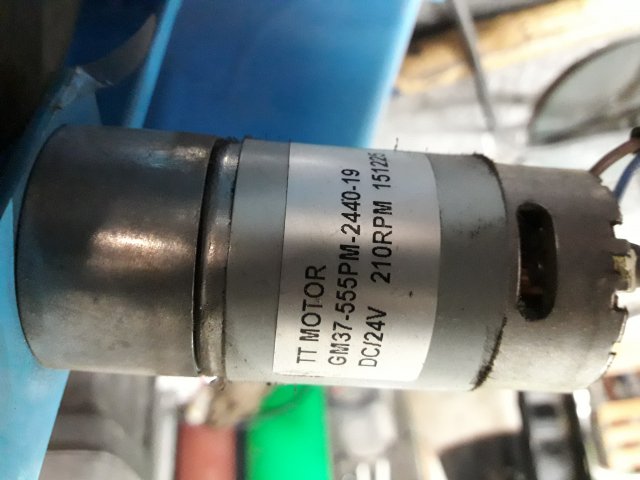 TT MOTOR
GM37-555PM-2440-19
DC/24V 210RPM 151225